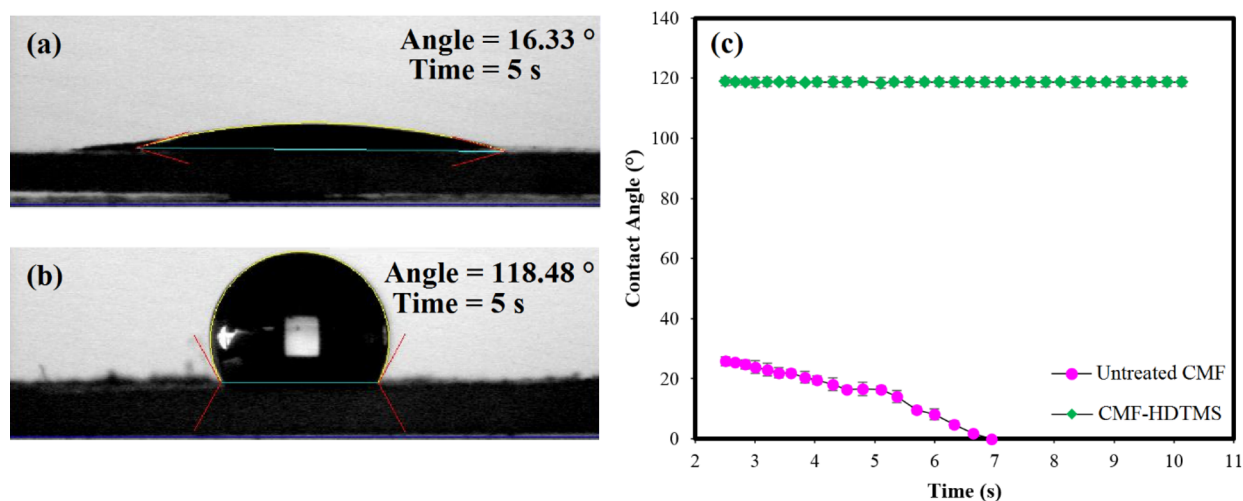 (a)
Angle = 16.33 °
Time = 5 s
(b)
Angle = 118.48 °
Time = 5 s
(c)
140
120
100
80
60
40
20
0
Contact Angle (°)
2 3 4 5 6 7 8 9 10 11
Time (s)
Untreated CMF
CMF-HDTMS